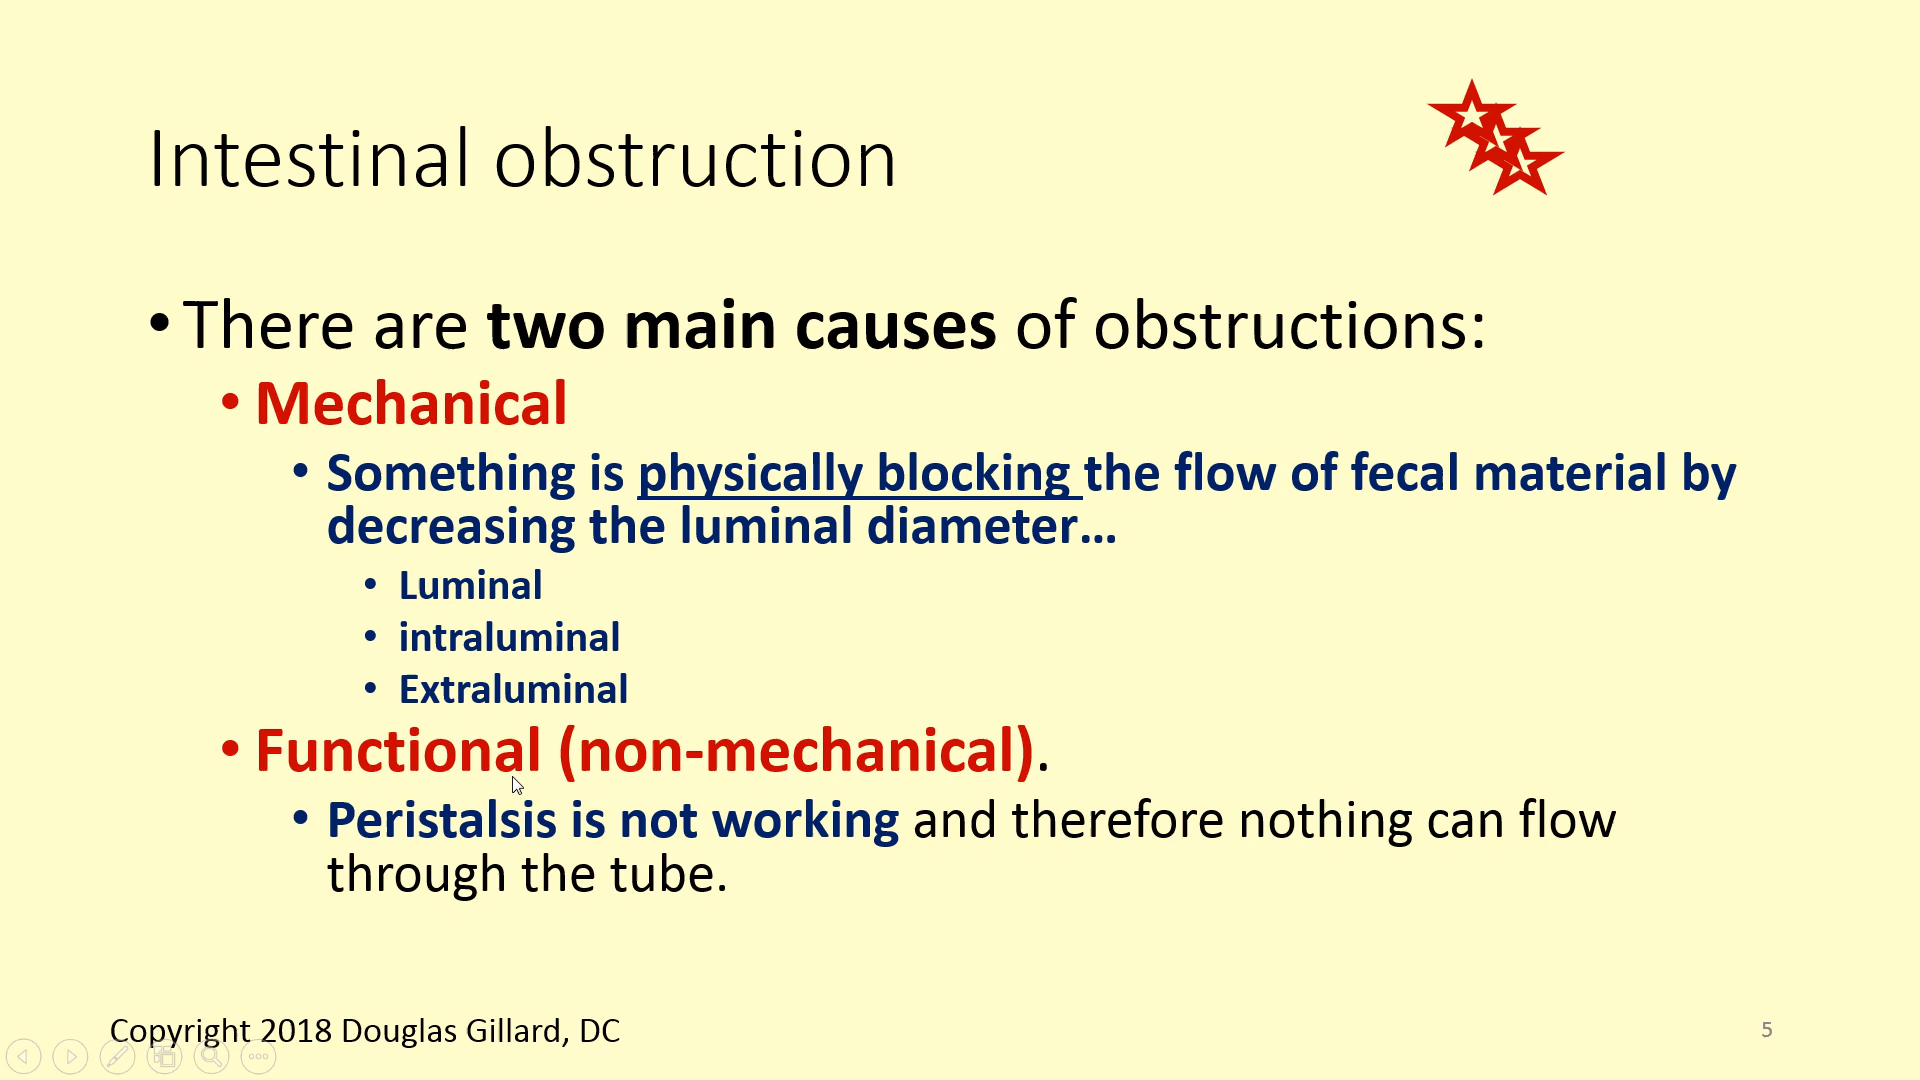 Intestinal obstruction
• There are two main causes of obstructions:
• Mechanical
• Something is physically blocking the flow of fecal material by
decreasing the luminal diameter…
• Luminal
• intraluminal
• Extraluminal
• Functional (non-mechanical).
• Peristalsis is not working and therefore nothing can flow
through the tube.
Copyright 2018 Douglas Gillard, DC
5